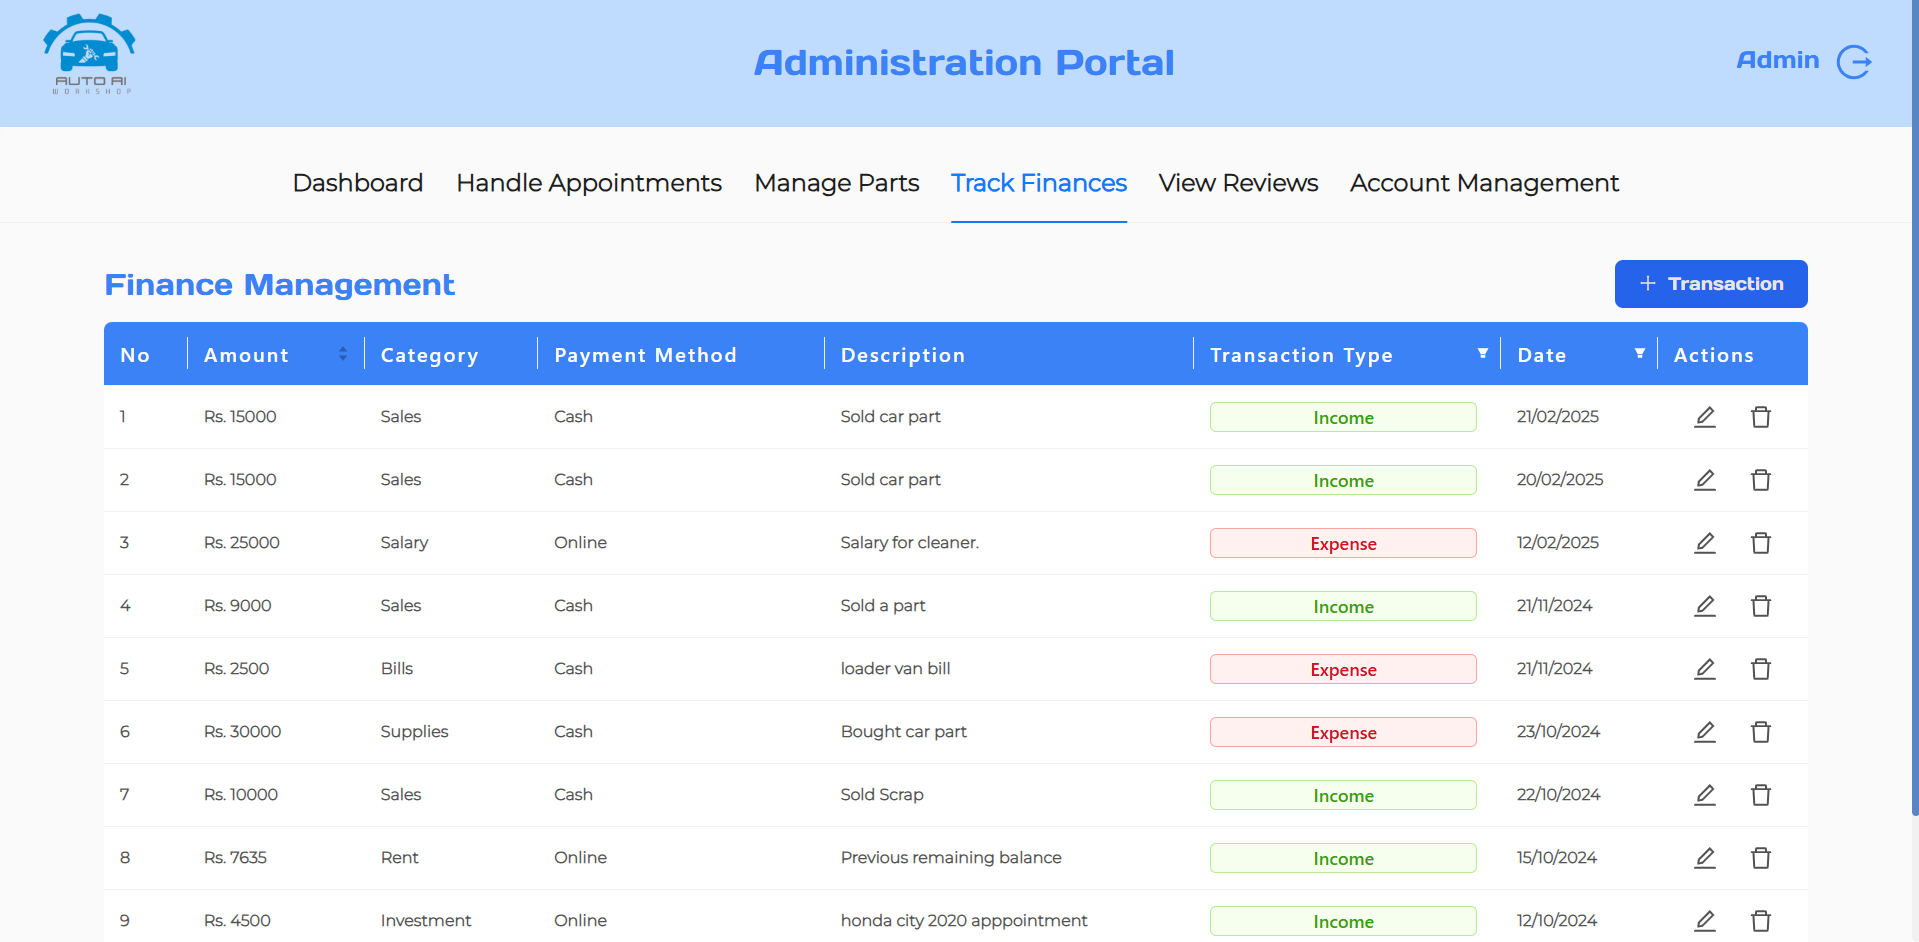 AUTO AI
WORKSHOP
Administration Portal
Admin
Dashboard Handle Appointments Manage Parts Track Finances View Reviews Account Management
Finance Management
+ Transaction
No Amount Category Payment Method Description Transaction Type Date Actions
1 Rs. 15000 Sales Cash Sold car part Income 21/02/2025
2 Rs. 15000 Sales Cash Sold car part Income 20/02/2025
3 Rs. 25000 Salary Online Salary for cleaner. Expense 12/02/2025
4 Rs. 9000 Sales Cash Sold a part Income 21/11/2024
5 Rs. 2500 Bills Cash loader van bill Expense 21/11/2024
6 Rs. 30000 Supplies Cash Bought car part Expense 23/10/2024
7 Rs. 10000 Sales Cash Sold Scrap Income 22/10/2024
8 Rs. 7635 Rent Online Previous remaining balance Income 15/10/2024
9 Rs. 4500 Investment Online honda city 2020 apppointment Income 12/10/2024